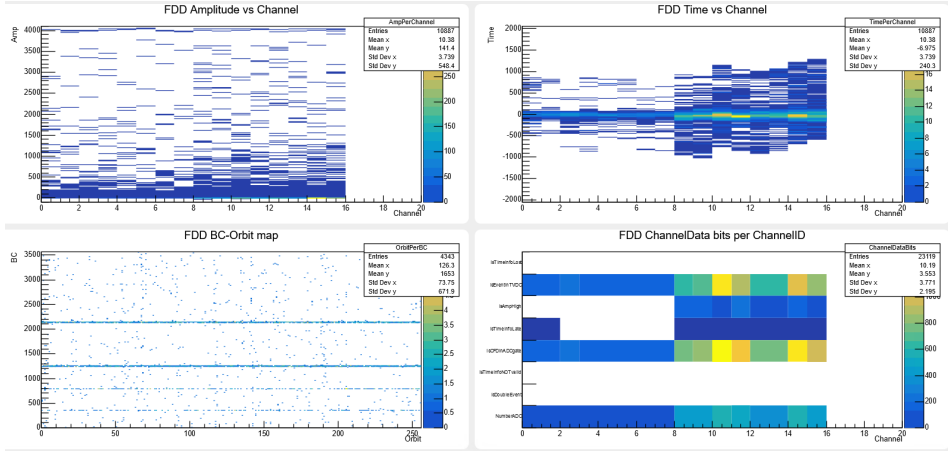 FDD Amplitude vs Channel
Amp
AmpPerChannel
Entries 10887
Mean x 10.38
Mean y 141.4
Std Dev x 3.739
Std Dev y 548.4
4000
3500
3000
2500
2000
1500
1000
500
0
0 2 4 6 8 10 12 14 16 20
Channel
250
200
150
100
50
0
FDD Time vs Channel
Time
TimePerChannel
Entries 10887
Mean x 10.38
Mean y -6.975
Std Dev x 3.739
Std Dev y 240.3
2000
1500
1000
500
0
-500
-1000
-1500
-2000
0 2 4 6 8 10 12 14 16 20
Channel
16
14
12
10
8
6
4
2
0
FDD BC-Orbit map
BC
OrbitPerBC
Entries 4343
Mean x 126.3
Mean y 1653
Std Dev x 73.75
Std Dev y 671.9
3500
3000
2500
2000
1500
1000
500
0
0 50 100 150 200 250
Orbit
4
3.5
3
2.5
2
1.5
1
0.5
0
FDD ChannelData bits per ChannelID
ChannelDataBits
Entries 23119
Mean x 10.19
Mean y 3.553
Std Dev x 3.771
Std Dev y 2.195
IsTimeInfoLost
IsEventInTVDC
IsAmpHigh
IsTimeInfoLate
IsCFDinADCgate
IsTimeInfoNOTvalid
IsDoubleEvent
NumberADC
0 2 4 6 8 10 12 14 16 20
Channel
800
600
400
200
0